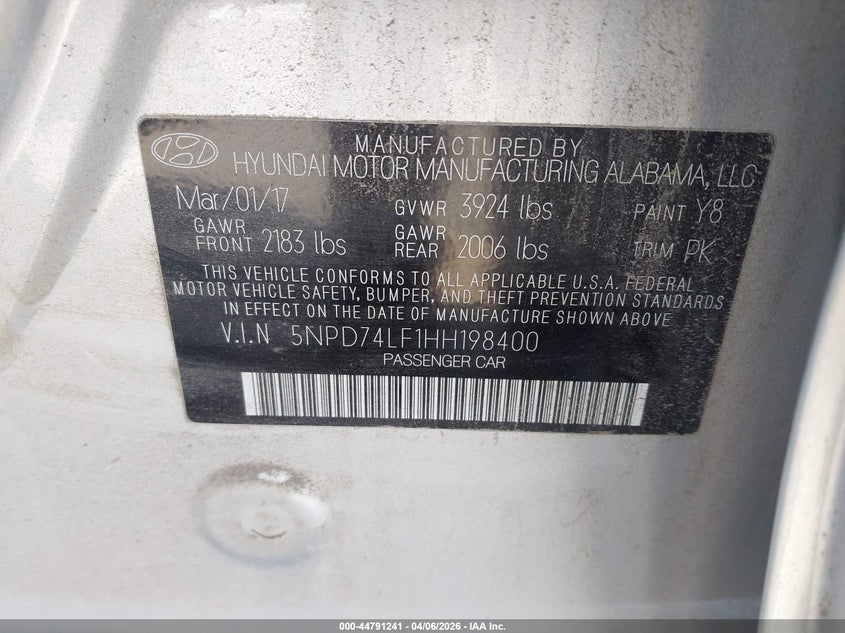 MANUFACTURED BY
HYUNDAI MOTOR MANUFACTURING ALABAMA, LLC
Mar/01/17 GVWR 3924 lbs PAINT Y8
GAWR FRONT 2183 lbs GAWR REAR 2006 lbs TRIM PK
THIS VEHICLE CONFORMS TO ALL APPLICABLE U.S.A. FEDERAL
MOTOR VEHICLE SAFETY, BUMPER, AND THEFT PREVENTION STANDARDS
IN EFFECT ON THE DATE OF MANUFACTURE SHOWN ABOVE.
V.I.N 5NPD74LF1HH198400
PASSENGER CAR
000-44791241 | 04/06/2026 - IAA Inc.